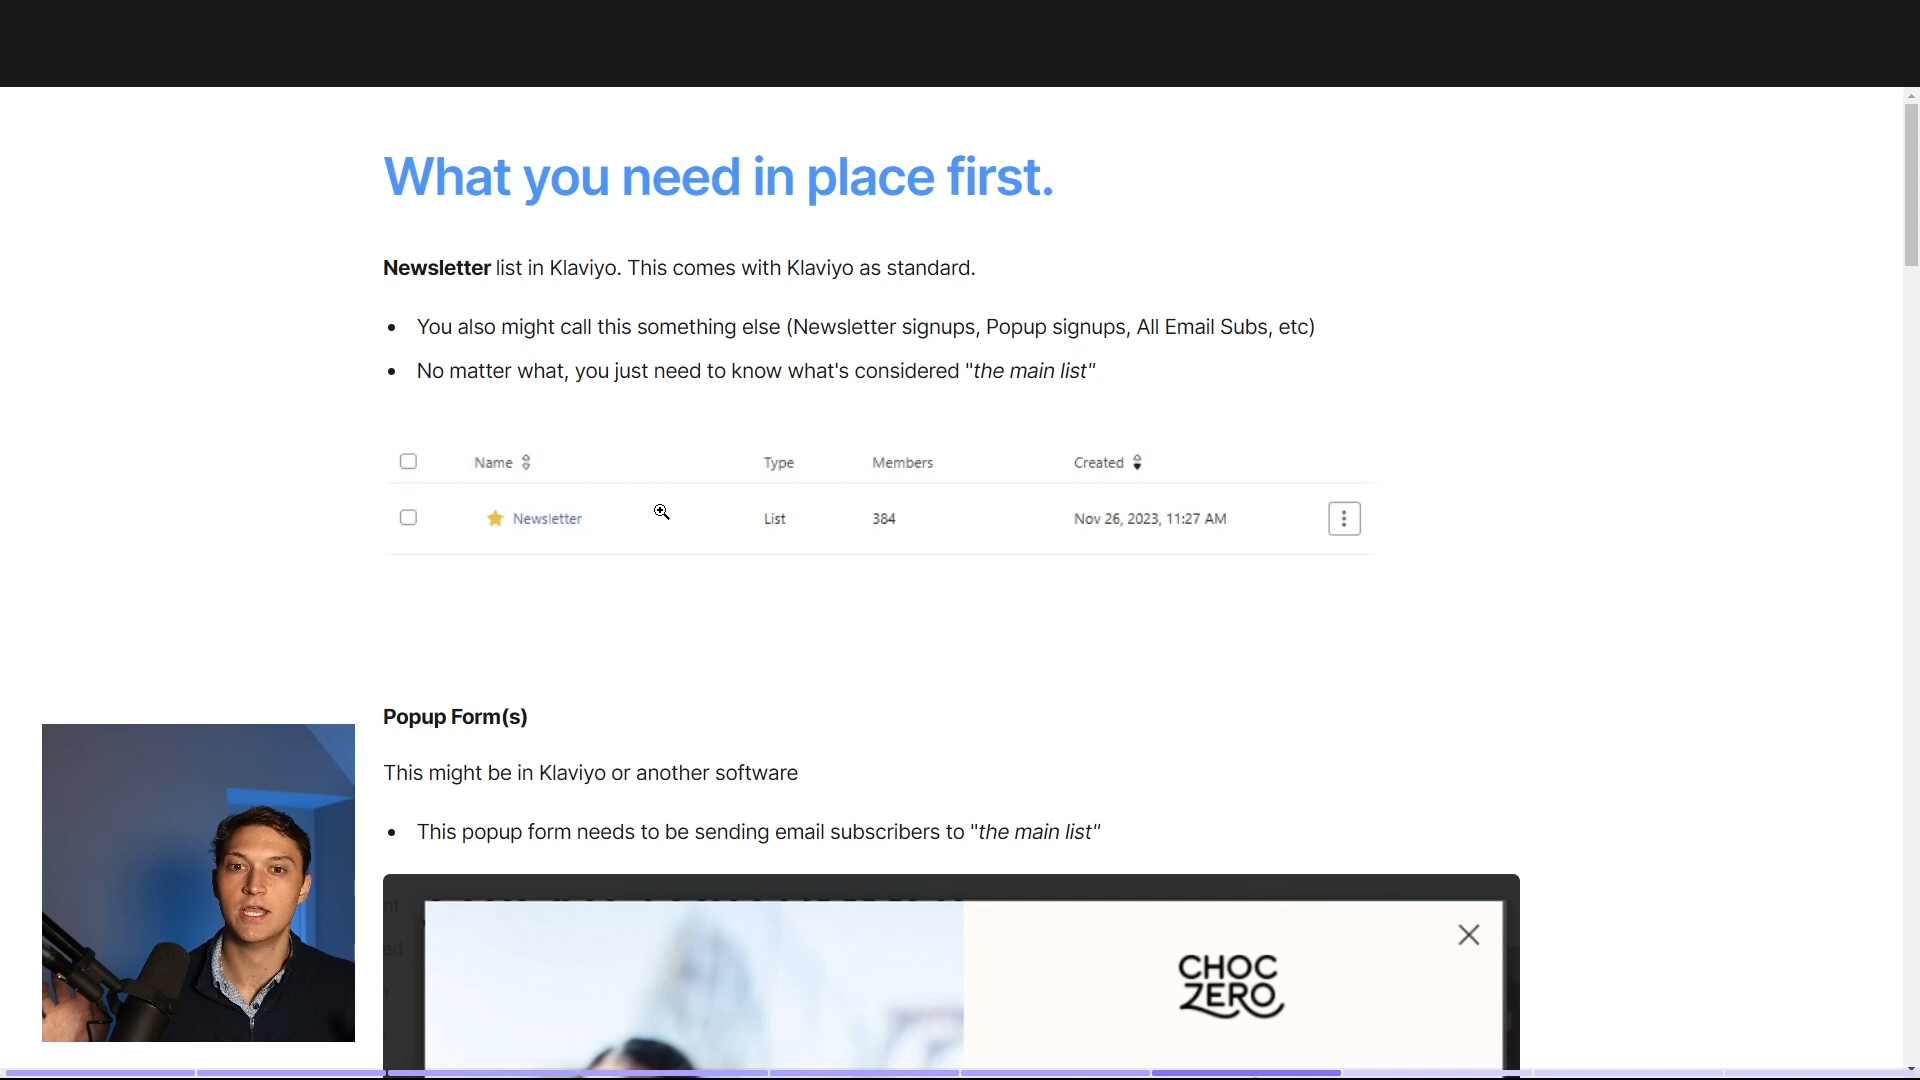 What you need in place first.
Newsletter list in Klaviyo. This comes with Klaviyo as standard.
• You also might call this something else (Newsletter signups, Popup signups, All Email Subs, etc)
• No matter what, you just need to know what's considered "the main list"
Name Type Members Created
Newsletter List 384 Nov 26, 2023, 11:27 AM
Popup Form(s)
This might be in Klaviyo or another software
• This popup form needs to be sending email subscribers to "the main list"
CHOC
ZERO